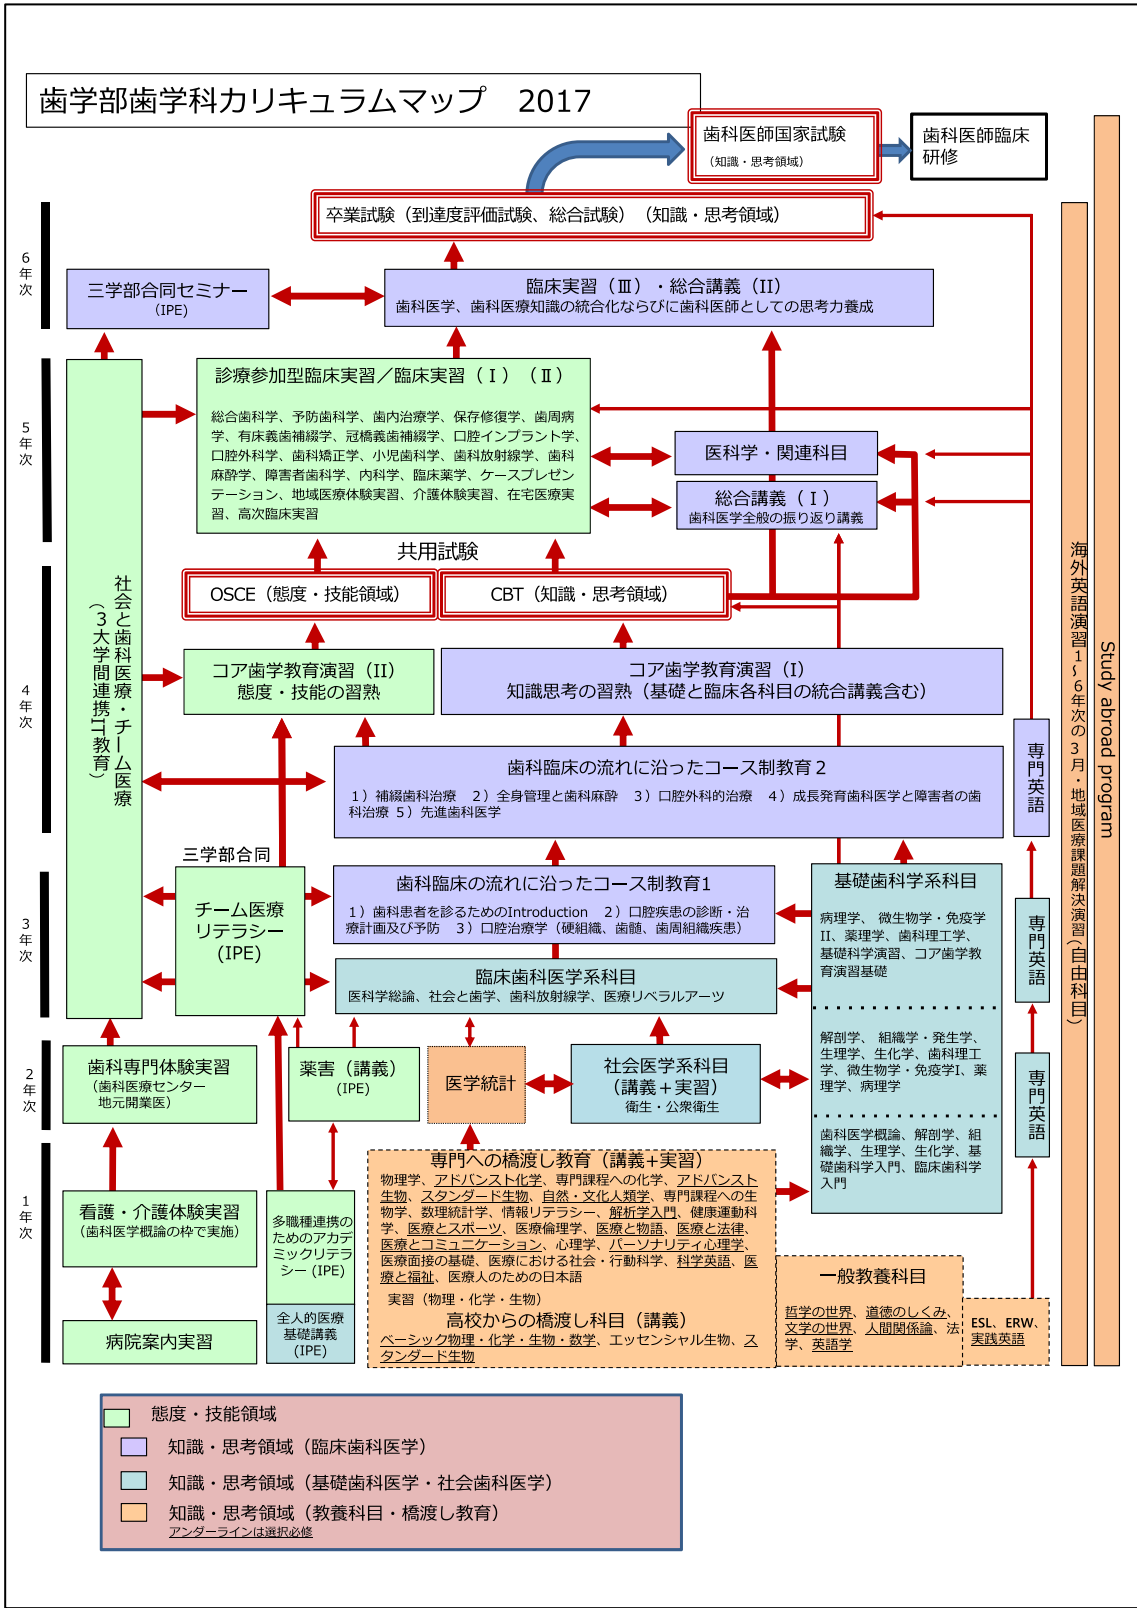 歯学部歯学科カリキュラムマップ　2017
歯科医師国家試験
（知識・思考領域）
歯科医師臨床
研修
卒業試験（到達度評価試験、総合試験）（知識・思考領域）
6年次
三学部合同セミナー
（IPE）
臨床実習（Ⅲ）・総合講義（II）
歯科医学、歯科医療知識の統合化ならびに歯科医師としての思考力養成
5年次
診療参加型臨床実習／臨床実習（Ⅰ）（Ⅱ）
総合歯科学、予防歯科学、歯内治療学、保存修復学、歯周病
学、有床義歯補綴学、冠橋義歯補綴学、口腔インプラント学、
口腔外科学、歯科矯正学、小児歯科学、歯科放射線学、歯科
麻酔学、障害者歯科学、内科学、臨床薬学、ケースプレゼン
テーション、地域医療体験実習、介護体験実習、在宅医療実
習、高次臨床実習
医科学・関連科目
総合講義（Ⅰ）
歯科医学全般の振り返り講義
共用試験
OSCE（態度・技能領域）
CBT（知識・思考領域）
社会と歯科医療・チーム医療
（３大学間連携IT教育）
4年次
コア歯学教育演習（II）
態度・技能の習熟
コア歯学教育演習（I）
知識思考の習熟（基礎と臨床各科目の統合講義含む）
歯科臨床の流れに沿ったコース制教育２
１）補綴歯科治療　２）全身管理と歯科麻酔　３）口腔外科的治療　４）成長発育歯科医学と障害者の歯
科治療 ５）先進歯科医学
専門英語
三学部合同
3年次
チーム医療
リテラシー
(IPE)
歯科臨床の流れに沿ったコース制教育1
１）歯科患者を診るためのIntroduction　２）口腔疾患の診断・治
療計画及び予防　３）口腔治療学（硬組織、歯髄、歯周組織疾患）
臨床歯科医学系科目
医科学総論、社会と歯学、歯科放射線学、医療リベラルアーツ
基礎歯科学系科目
病理学、 微生物学・免疫学
II、薬理学、歯科理工学、
基礎科学演習、コア歯学教
育演習基礎
専門英語
解剖学、 組織学・発生学、
生理学、生化学、歯科理工
学、微生物学・免疫学I、薬
理学、病理学
歯科医学概論、解剖学、組
織学、生理学、生化学、基
礎歯科学入門、臨床歯科学
入門
2年次
歯科専門体験実習
（歯科医療センター
地元開業医）
薬害（講義）
(IPE)
医学統計
社会医学系科目
（講義＋実習）
衛生・公衆衛生
専門英語
1年次
看護・介護体験実習
（歯科医学概論の枠で実施）
病院案内実習
多職種連携の
ためのアカデ
ミックリテラ
シー (IPE)
全人的医療
基礎講義
(IPE)
専門への橋渡し教育（講義+実習）
物理学、アドバンスト化学、専門課程への化学、アドバンスト
生物、スタンダード生物、自然・文化人類学、専門課程への生
物学、数理統計学、情報リテラシー、解析学入門、健康運動科
学、医療とスポーツ、医療倫理学、医療と物語、医療と法律、
医療とコミュニケーション、心理学、パーソナリティ心理学、
医療面接の基礎、医療における社会・行動科学、科学英語、医
療と福祉、医療人のための日本語
実習（物理・化学・生物）
高校からの橋渡し科目（講義）
ベーシック物理・化学・生物・数学、エッセンシャル生物、ス
タンダード生物
一般教養科目
哲学の世界、道徳のしくみ、
文学の世界、人間関係論、法
学、英語学
ESL、ERW、
実践英語
海外英語演習１～６年次の３月・地域医療課題解決演習（自由科目）
Study abroad program
態度・技能領域
知識・思考領域（臨床歯科医学）
知識・思考領域（基礎歯科医学・社会歯科医学）
知識・思考領域（教養科目・橋渡し教育）
アンダーラインは選択必修